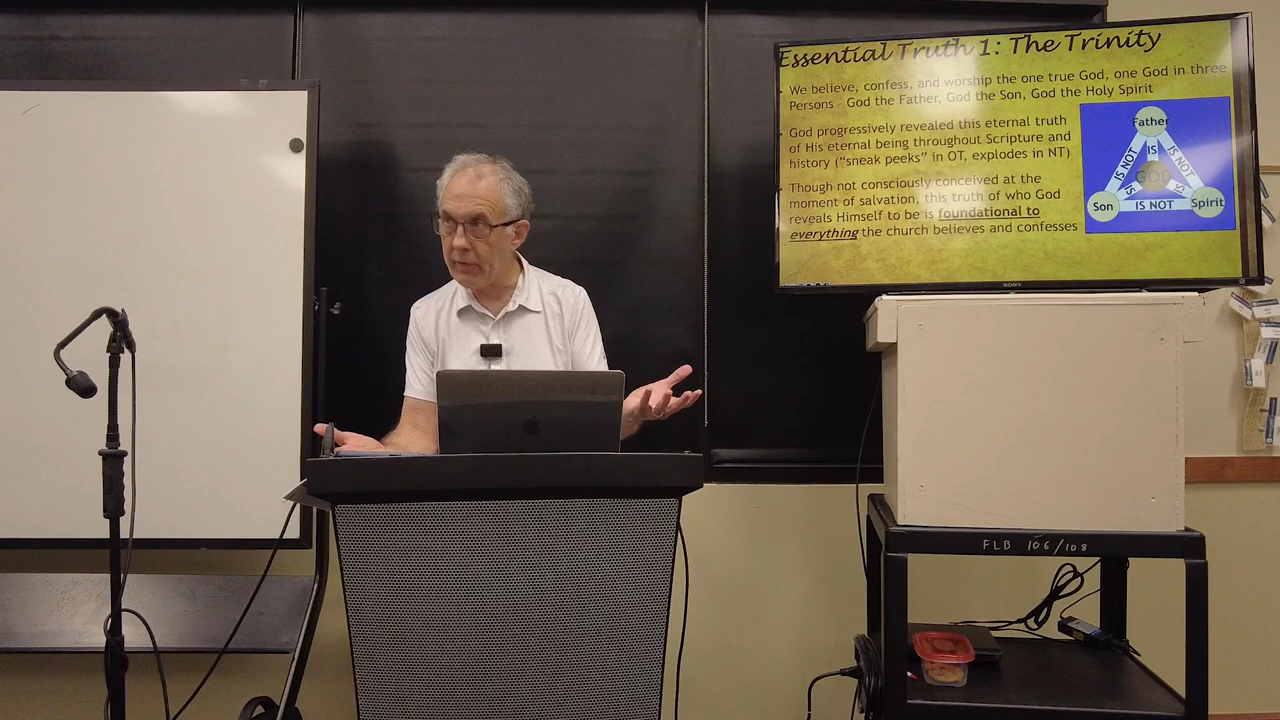 Essential Truth 1: The Trinity
We believe, confess, and worship the one true God, one God in three
Persons - God the Father, God the Son, God the Holy Spirit
God progressively revealed this eternal truth
of His eternal being throughout Scripture and
history ("sneak peeks" in OT, explodes in NT)
Though not consciously conceived at the
moment of salvation, this truth of who God
reveals Himself to be is foundational to
everything the church believes and confesses
Father
IS NOT
IS
IS NOT
GOD
IS
IS
Son
IS NOT
Spirit
SONY
FLB 106/108